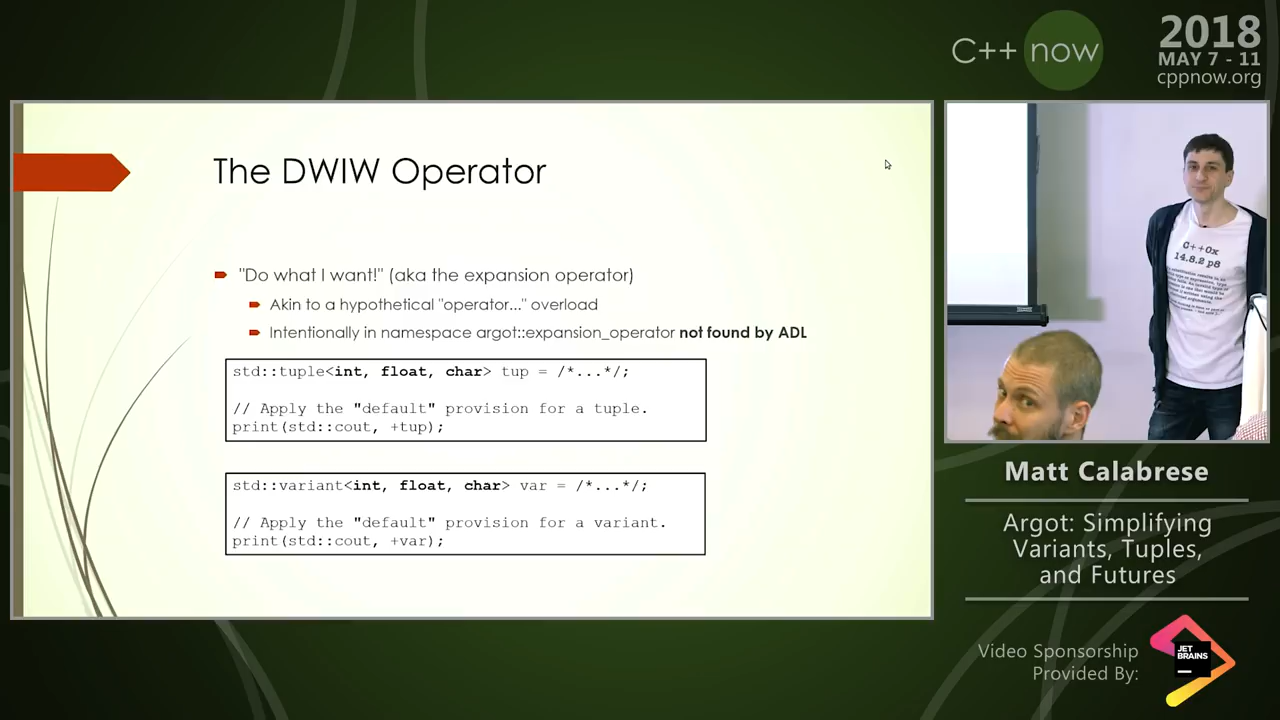 C++ now
2018
MAY 7 - 11
cppnow.org
The DWIW Operator
"Do what I want!" (aka the expansion operator)
Akin to a hypothetical "operator..." overload
Intentionally in namespace argot::expansion_operator not found by ADL
std::tuple<int, float, char> tup = /*...*/;
// Apply the "default" provision for a tuple.
print(std::cout, +tup);
std::variant<int, float, char> var = /*...*/;
// Apply the "default" provision for a variant.
print(std::cout, +var);
C++0x
14.8.2 p8
Matt Calabrese
Argot: Simplifying
Variants, Tuples,
and Futures
Video Sponsorship
Provided By:
JET
BRAINS